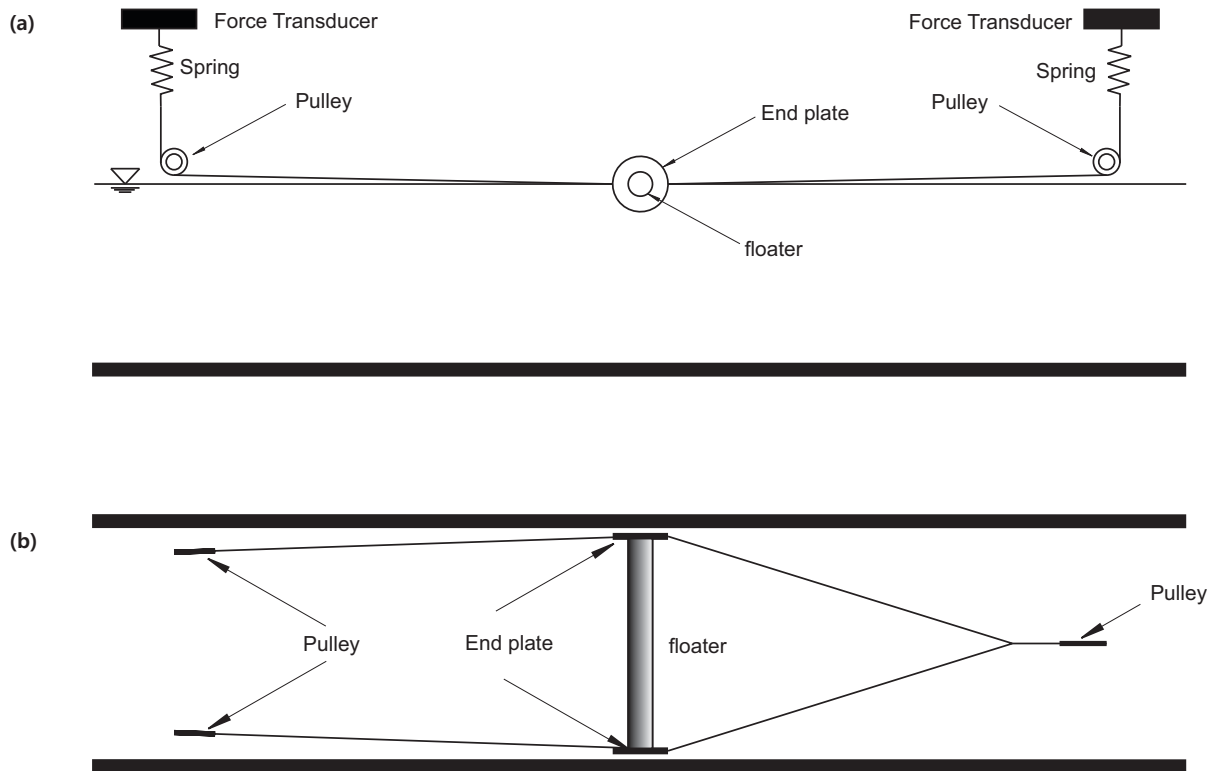 (a)
Force Transducer
Force Transducer
Spring
Spring
Pulley
Pulley
End plate
floater
(b)
Pulley
Pulley
End plate
floater